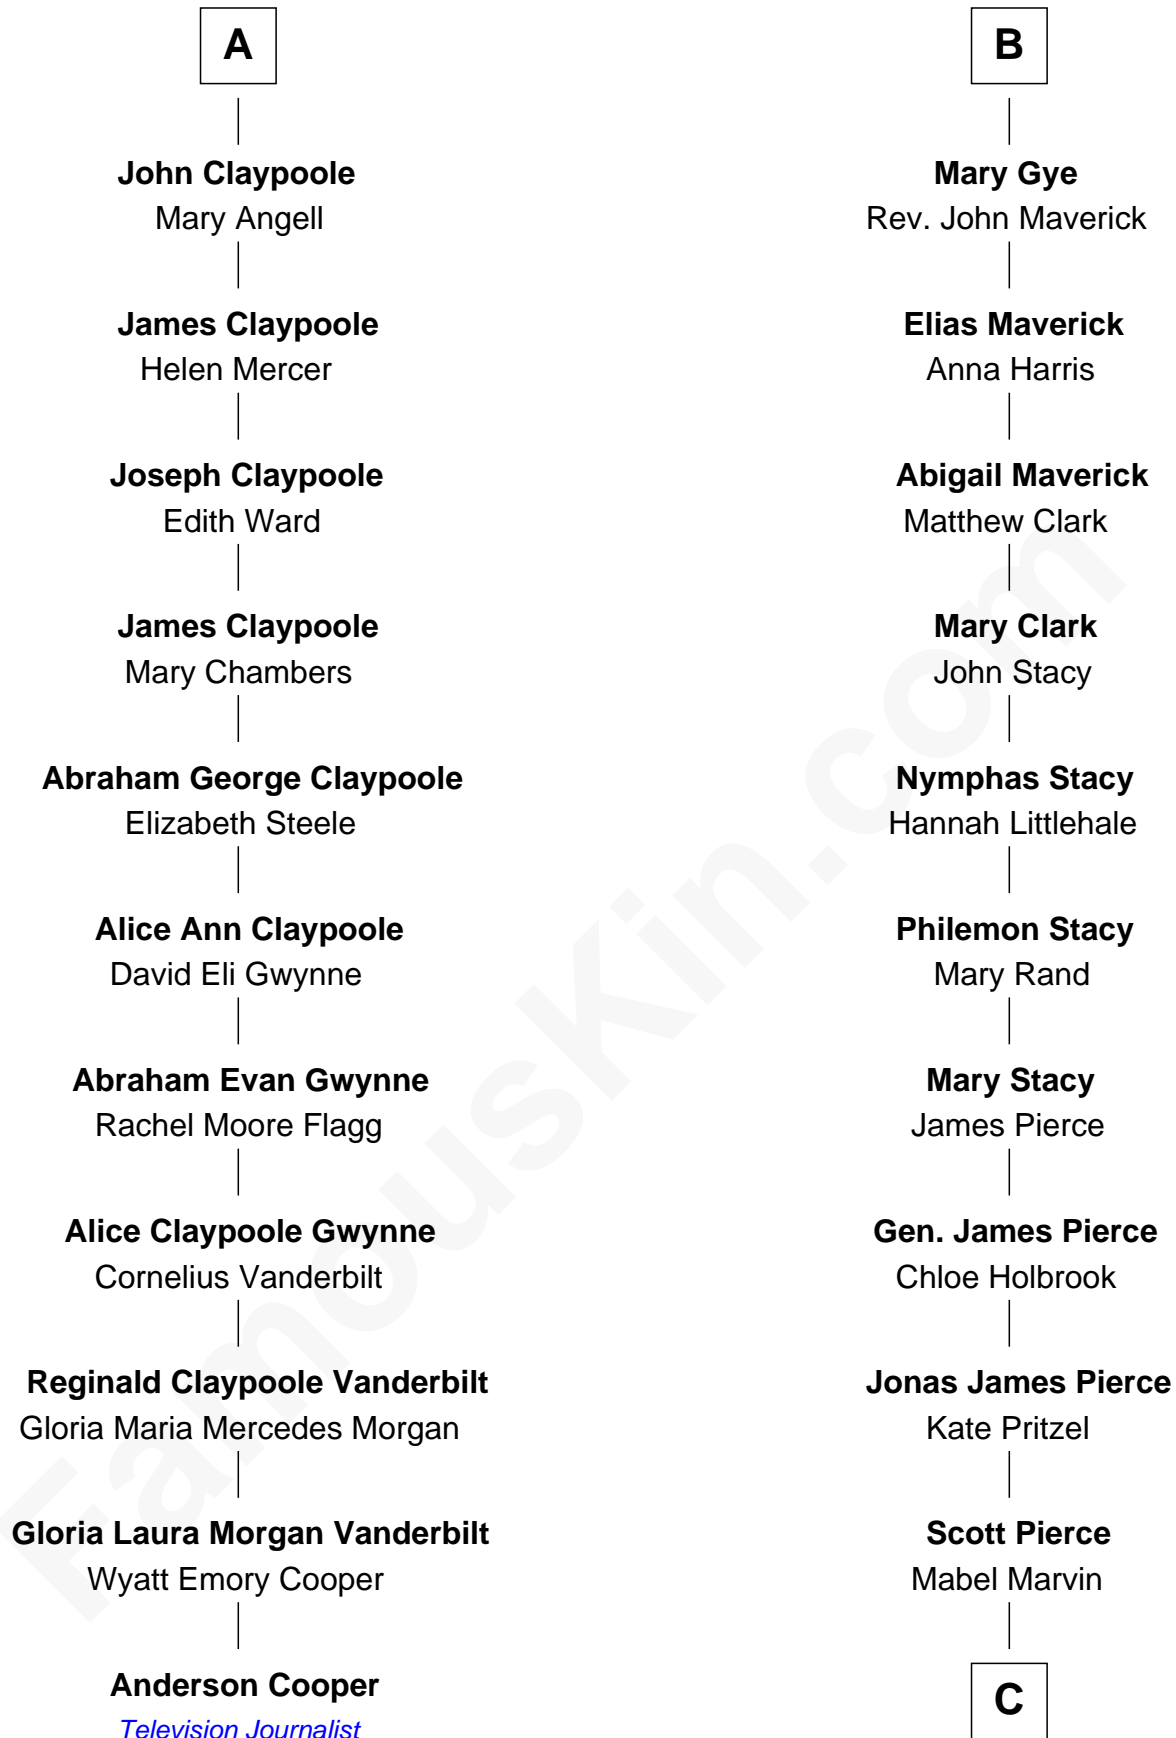 A
John Claypoole
Mary Angell
James Claypoole
Helen Mercer
Joseph Claypoole
Edith Ward
James Claypoole
Mary Chambers
Abraham George Claypoole
Elizabeth Steele
Alice Ann Claypoole
David Eli Gwynne
Abraham Evan Gwynne
Rachel Moore Flagg
Alice Claypoole Gwynne
Cornelius Vanderbilt
Reginald Claypoole Vanderbilt
Gloria Maria Mercedes Morgan
Gloria Laura Morgan Vanderbilt
Wyatt Emory Cooper
Anderson Cooper
Television Journalist
B
Mary Gye
Rev. John Maverick
Elias Maverick
Anna Harris
Abigail Maverick
Matthew Clark
Mary Clark
John Stacy
Nymphas Stacy
Hannah Littlehale
Philemon Stacy
Mary Rand
Mary Stacy
James Pierce
Gen. James Pierce
Chloe Holbrook
Jonas James Pierce
Kate Pritzel
Scott Pierce
Mabel Marvin
C
FamousKin.com